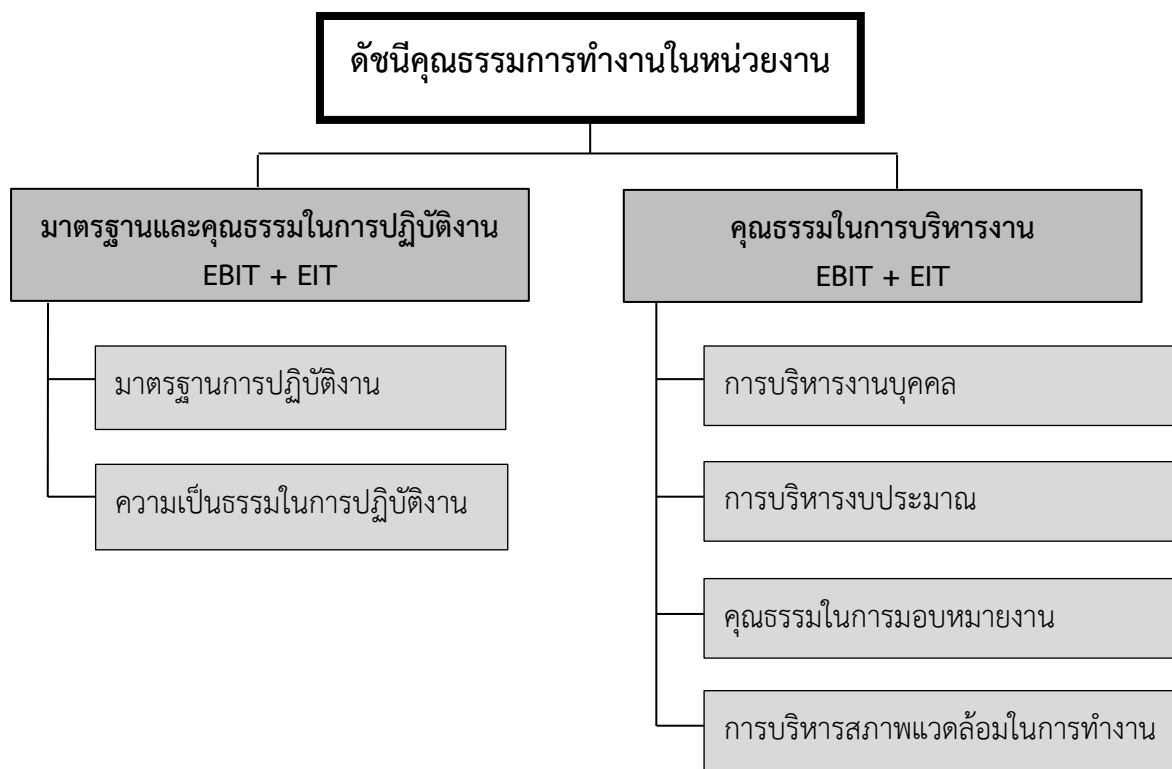 ดัชนีคุณธรรมการทำงานในหน่วยงาน
มาตรฐานและคุณธรรมในการปฏิบัติงาน
EBIT + EIT
มาตรฐานการปฏิบัติงาน
ความเป็นธรรมในการปฏิบัติงาน
คุณธรรมในการบริหารงาน
EBIT + EIT
การบริหารงานบุคคล
การบริหารงบประมาณ
คุณธรรมในการมอบหมายงาน
การบริหารสภาพแวดล้อมในการทำงาน